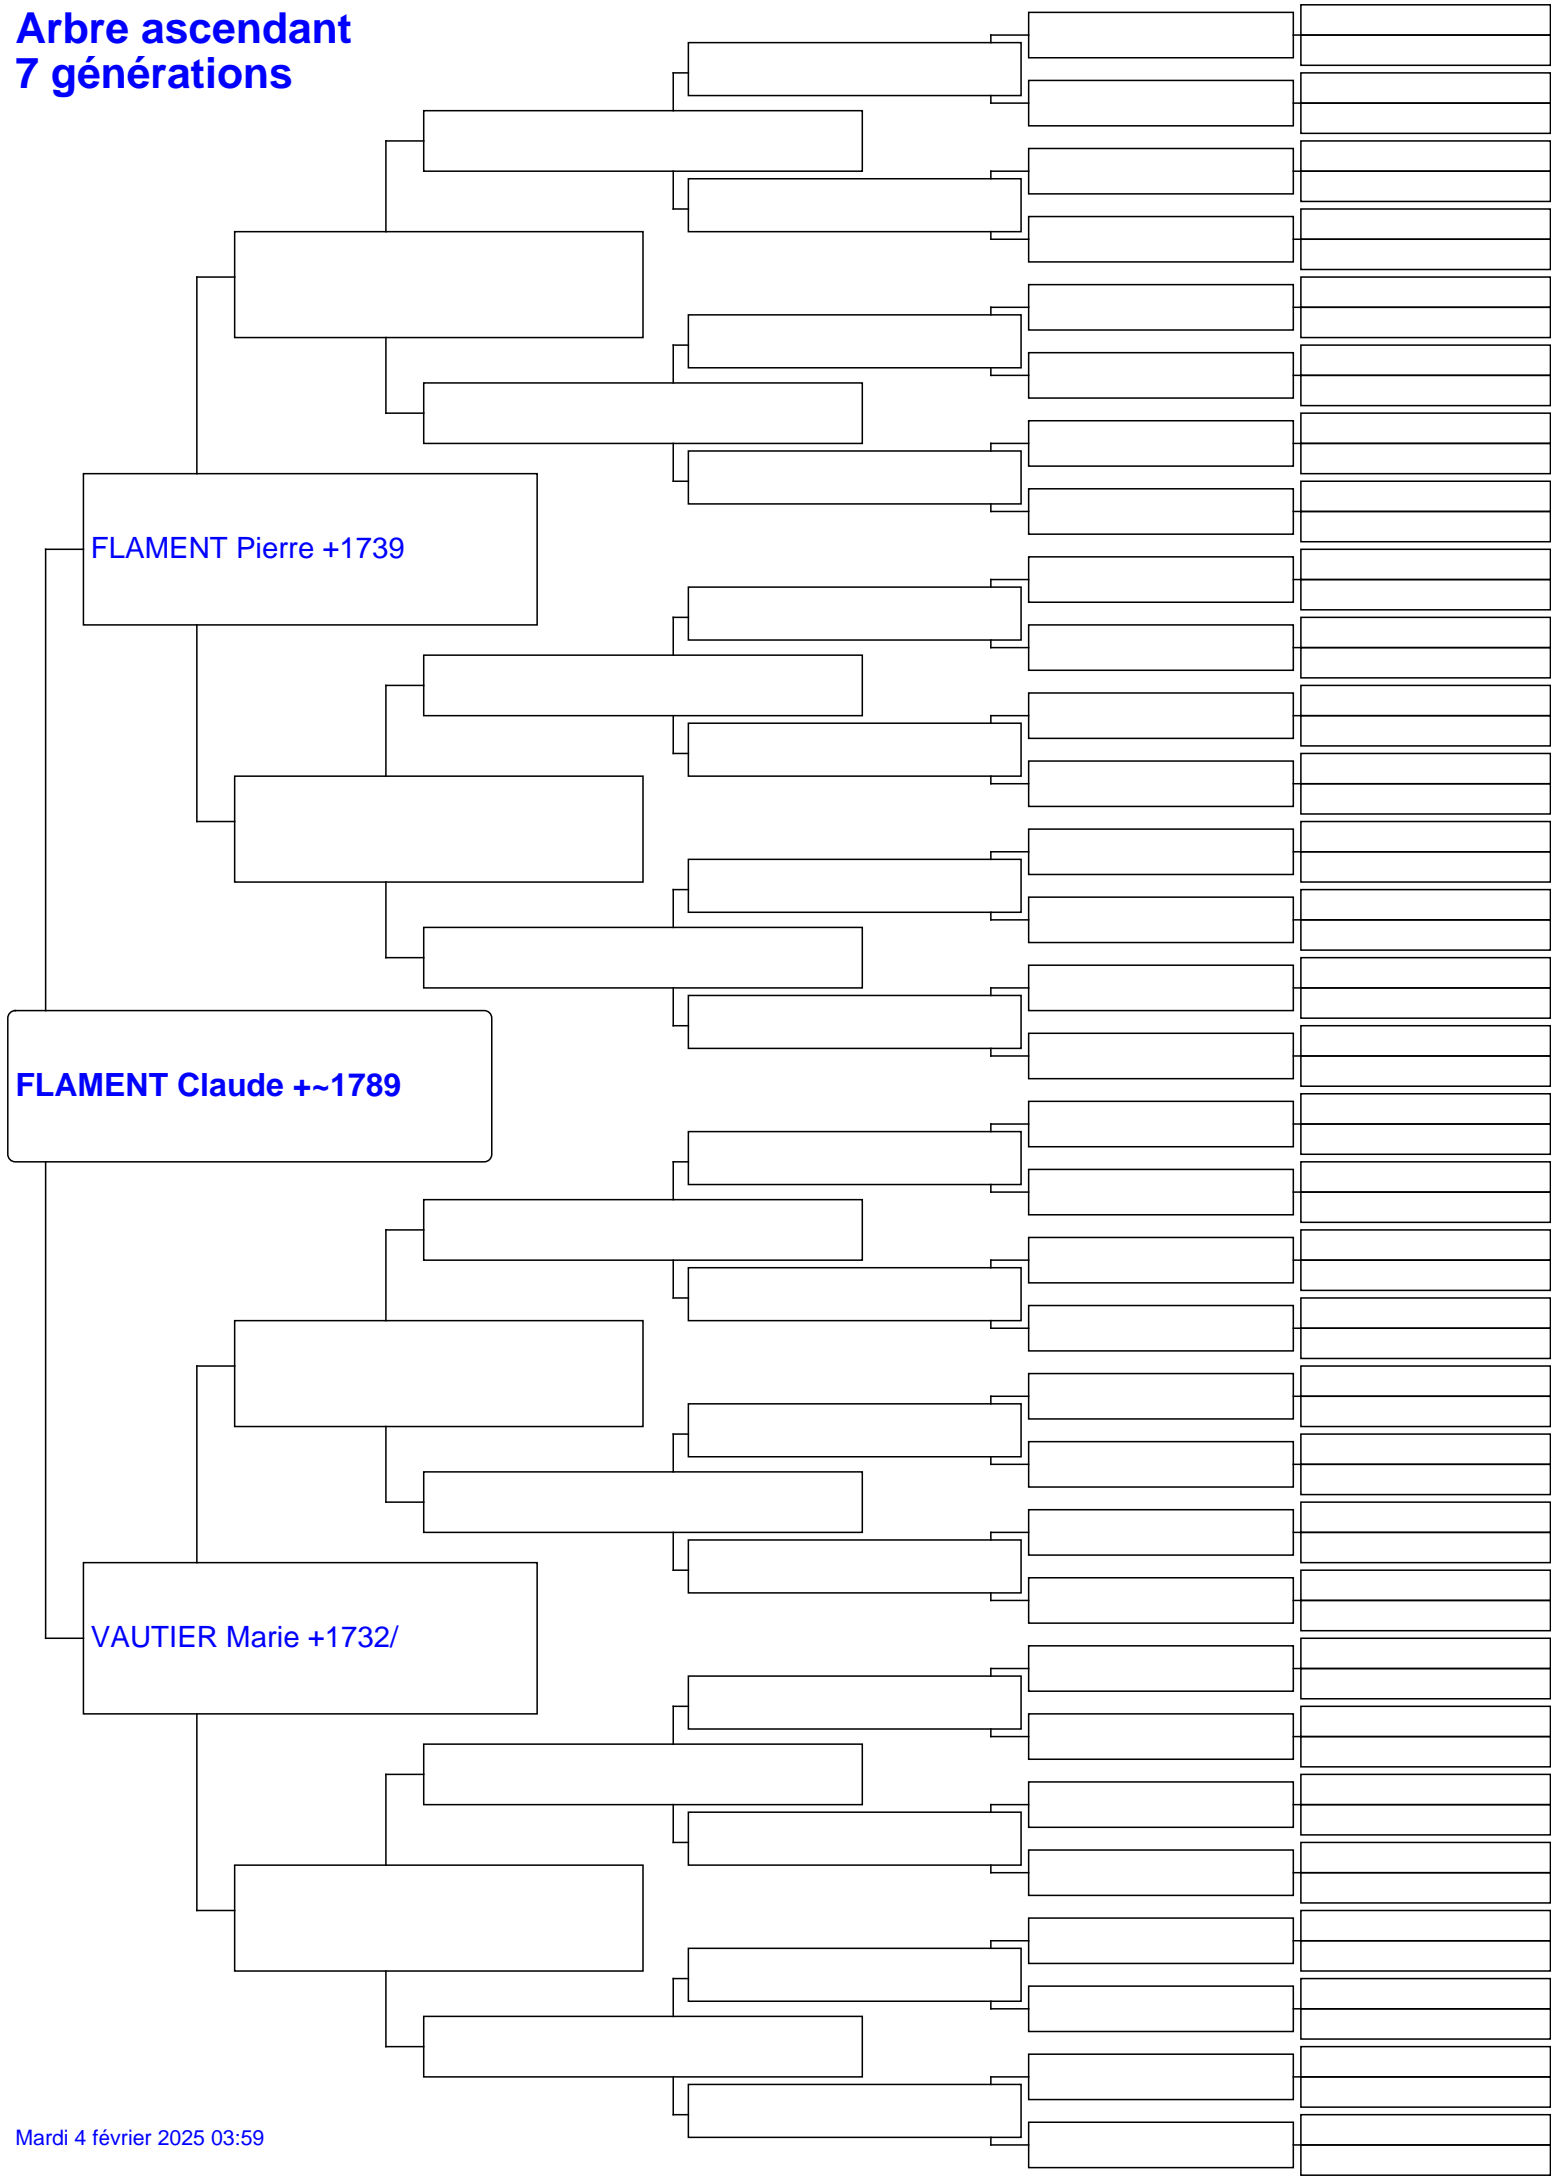 Arbre ascendant
7 générations
FLAMENT Pierre +1739
FLAMENT Claude +~1789
VAUTIER Marie +1732/
Mardi 4 février 2025 03:59